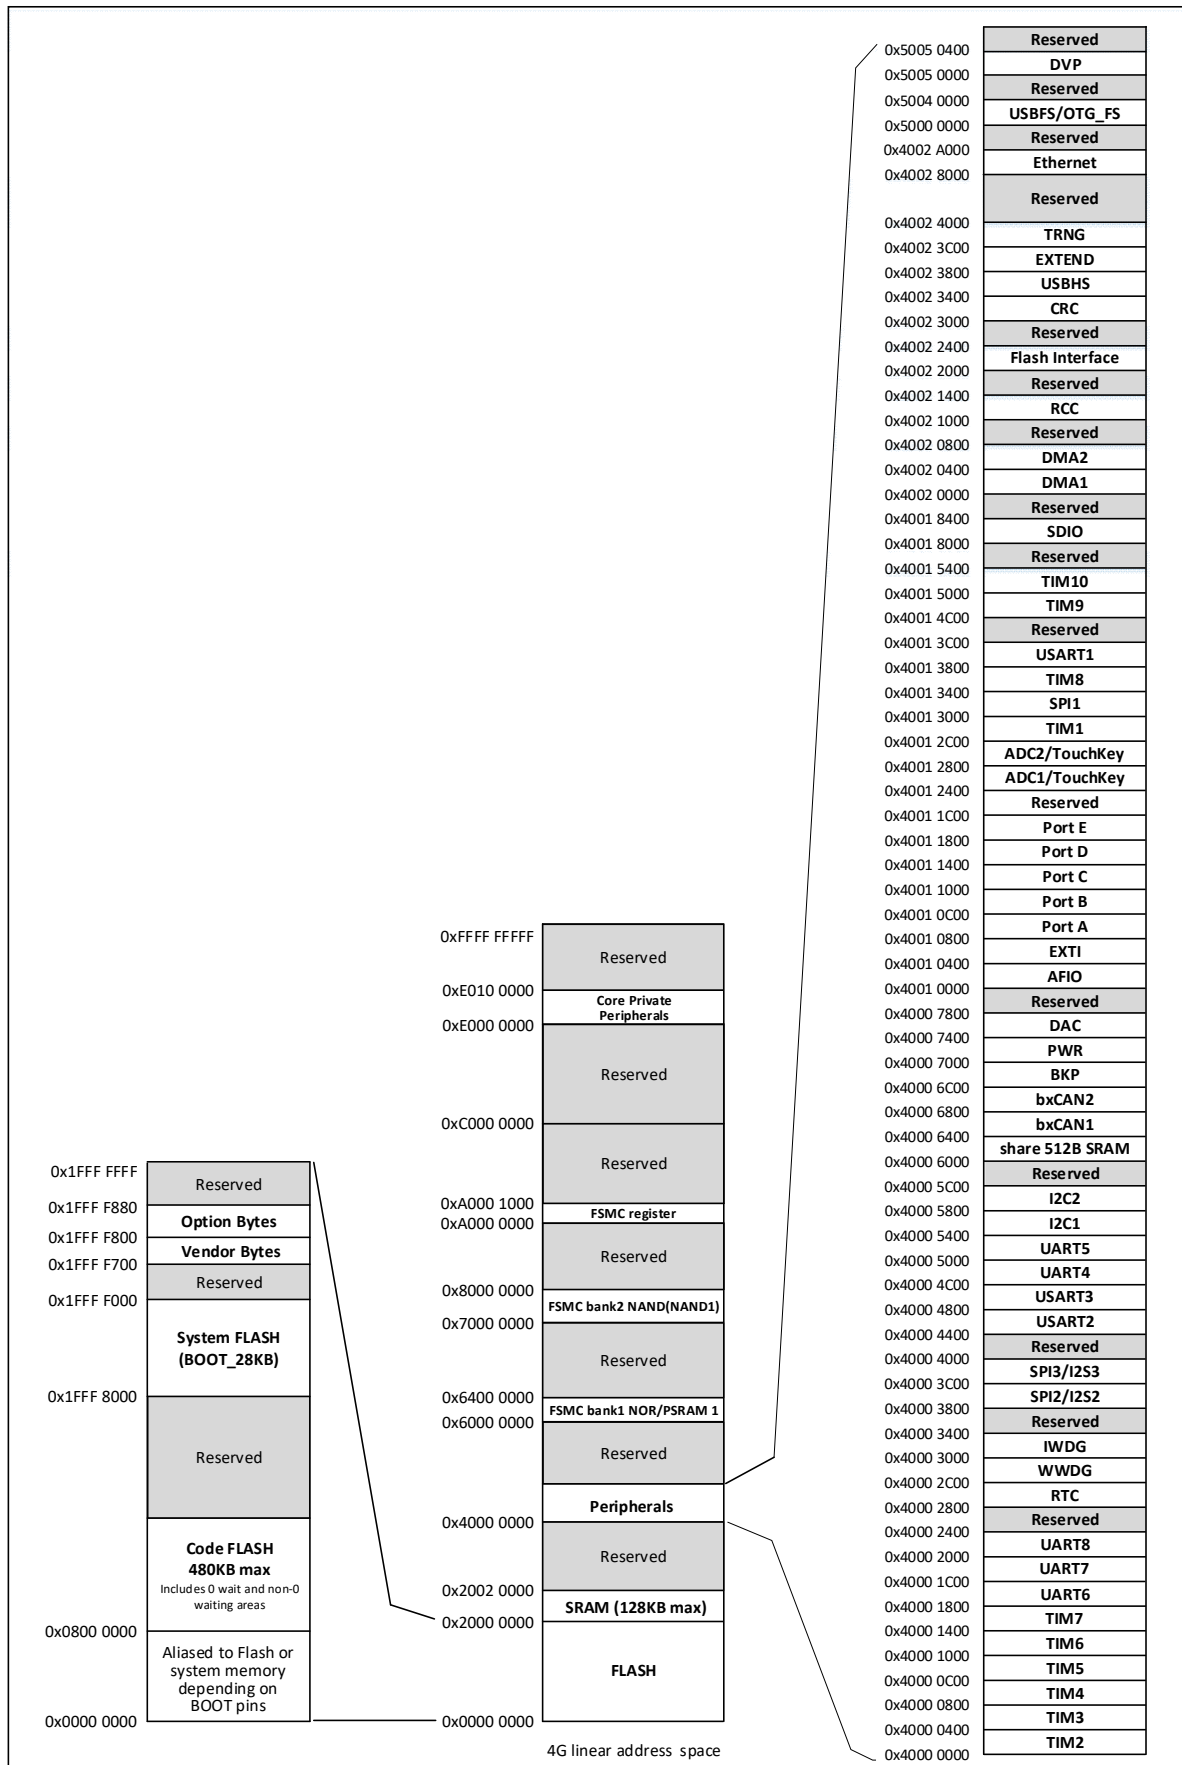 0x1FFF FFFF
Reserved
0x1FFF F880
Option Bytes
0x1FFF F800
Vendor Bytes
0x1FFF F700
Reserved
0x1FFF F000
System FLASH
(BOOT_28KB)
0x1FFF 8000
Reserved
Code FLASH
480KB max
Includes 0 wait and non-0
waiting areas
0x0800 0000
Aliased to Flash or
system memory
depending on
BOOT pins
0x0000 0000
0xFFFF FFFFF
Reserved
0xE010 0000
Core Private
Peripherals
0xE000 0000
Reserved
0xC000 0000
Reserved
0xA000 1000
FSMC register
0xA000 0000
Reserved
0x8000 0000
FSMC bank2 NAND(NAND1)
0x7000 0000
Reserved
0x6400 0000
FSMC bank1 NOR/PSRAM 1
0x6000 0000
Reserved
Peripherals
0x4000 0000
Reserved
0x2002 0000
SRAM (128KB max)
0x2000 0000
FLASH
0x0000 0000
4G linear address space
Reserved
0x5005 0400
DVP
0x5005 0000
Reserved
0x5004 0000
USBFS/OTG_FS
0x5000 0000
Reserved
0x4002 A000
Ethernet
0x4002 8000
Reserved
0x4002 4000
TRNG
0x4002 3C00
EXTEND
0x4002 3800
USBHS
0x4002 3400
CRC
0x4002 3000
Reserved
0x4002 2400
Flash Interface
0x4002 2000
Reserved
0x4002 1400
RCC
0x4002 1000
Reserved
0x4002 0800
DMA2
0x4002 0400
DMA1
0x4002 0000
Reserved
0x4001 8400
SDIO
0x4001 8000
Reserved
0x4001 5400
TIM10
0x4001 5000
TIM9
0x4001 4C00
Reserved
0x4001 3C00
USART1
0x4001 3800
TIM8
0x4001 3400
SPI1
0x4001 3000
TIM1
0x4001 2C00
ADC2/TouchKey
0x4001 2800
ADC1/TouchKey
0x4001 2400
Reserved
0x4001 1C00
Port E
0x4001 1800
Port D
0x4001 1400
Port C
0x4001 1000
Port B
0x4001 0C00
Port A
0x4001 0800
EXTI
0x4001 0400
AFIO
0x4001 0000
Reserved
0x4000 7800
DAC
0x4000 7400
PWR
0x4000 7000
BKP
0x4000 6C00
bxCAN2
0x4000 6800
bxCAN1
0x4000 6400
share 512B SRAM
0x4000 6000
Reserved
0x4000 5C00
I2C2
0x4000 5800
I2C1
0x4000 5400
UART5
0x4000 5000
UART4
0x4000 4C00
USART3
0x4000 4800
USART2
0x4000 4400
Reserved
0x4000 4000
SPI3/I2S3
0x4000 3C00
SPI2/I2S2
0x4000 3800
Reserved
0x4000 3400
IWDG
0x4000 3000
WWDG
0x4000 2C00
RTC
0x4000 2800
Reserved
0x4000 2400
UART8
0x4000 2000
UART7
0x4000 1C00
UART6
0x4000 1800
TIM7
0x4000 1400
TIM6
0x4000 1000
TIM5
0x4000 0C00
TIM4
0x4000 0800
TIM3
0x4000 0400
TIM2
0x4000 0000